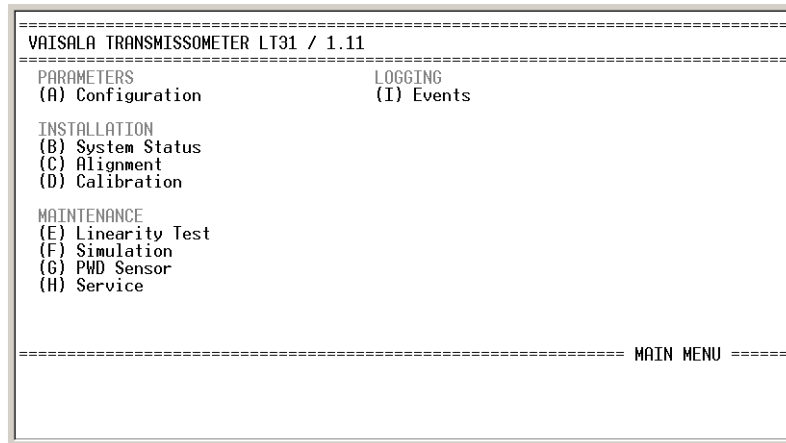 ================================================================================
VAISALA TRANSMISSOMETER LT31 / 1.11
================================================================================
PARAMETERS
(A) Configuration
INSTALLATION
(B) System Status
(C) Alignment
(D) Calibration
MAINTENANCE
(E) Linearity Test
(F) Simulation
(G) PWD Sensor
(H) Service
LOGGING
(I) Events
=============================================================== MAIN MENU ======